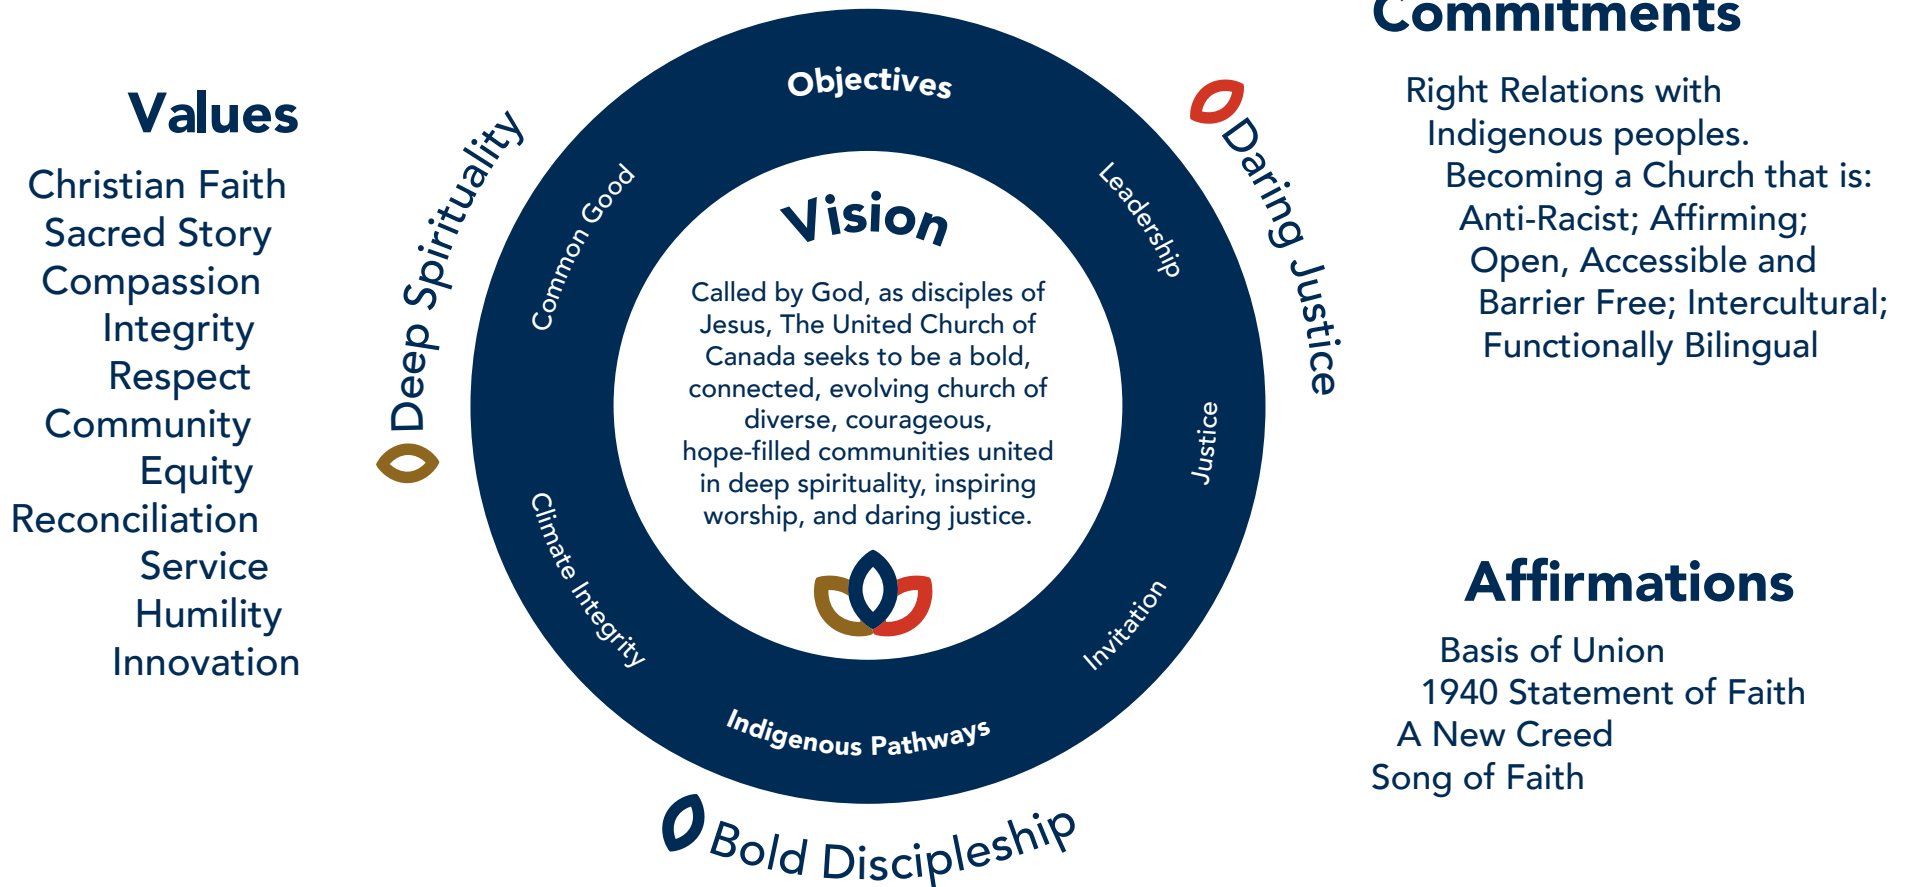 Values
Christian Faith
Sacred Story
Compassion
Integrity
Respect
Community
Equity
Reconciliation
Service
Humility
Innovation
Deep Spirituality
Daring Justice
Bold Discipleship
Objectives
Common Good
Leadership
Justice
Invitation
Indigenous Pathways
Climate Integrity
Vision
Called by God, as disciples of
Jesus, The United Church of
Canada seeks to be a bold,
connected, evolving church of
diverse, courageous,
hope-filled communities united
in deep spirituality, inspiring
worship, and daring justice.
Commitments
Right Relations with
Indigenous peoples.
Becoming a Church that is:
Anti-Racist; Affirming;
Open, Accessible and
Barrier Free; Intercultural;
Functionally Bilingual
Affirmations
Basis of Union
1940 Statement of Faith
A New Creed
Song of Faith